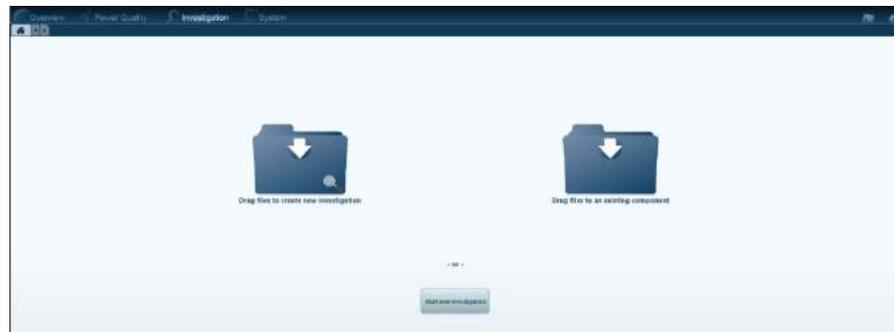 Overview Power Quality Investigation System
Drag files to create new investigation
Drag files to an existing component
- or -
Start new investigation